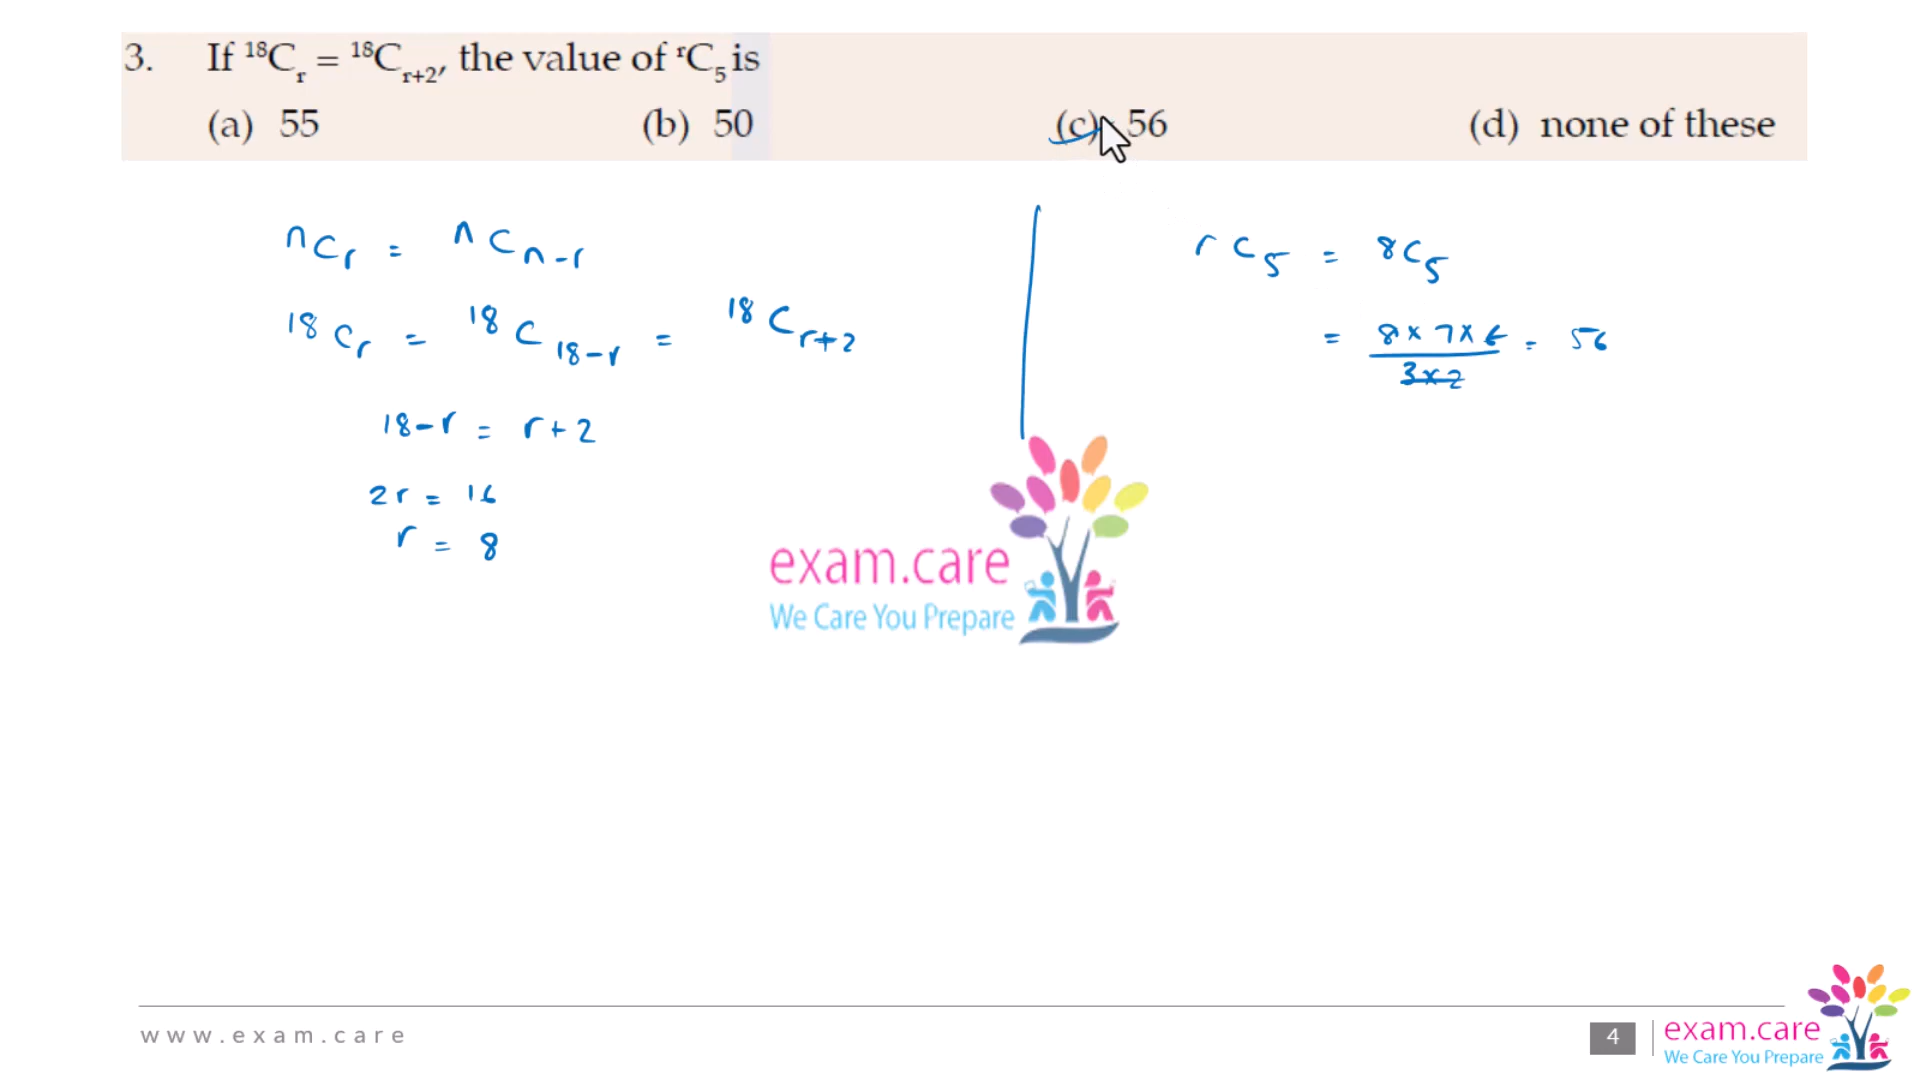 3. If ¹⁸Cᵣ = ¹⁸Cᵣ₊₂, the value of ʳC₅ is
(a) 55 (b) 50 (c) 56 (d) none of these
nCr = nCn-r
18Cr = 18C18-r = 18Cr+2
18-r = r+2
2r = 16
r = 8
rC5 = 8C5
= 8×7×6 = 56
3×2
exam.care
We Care You Prepare
www.exam.care
4
exam.care
We Care You Prepare